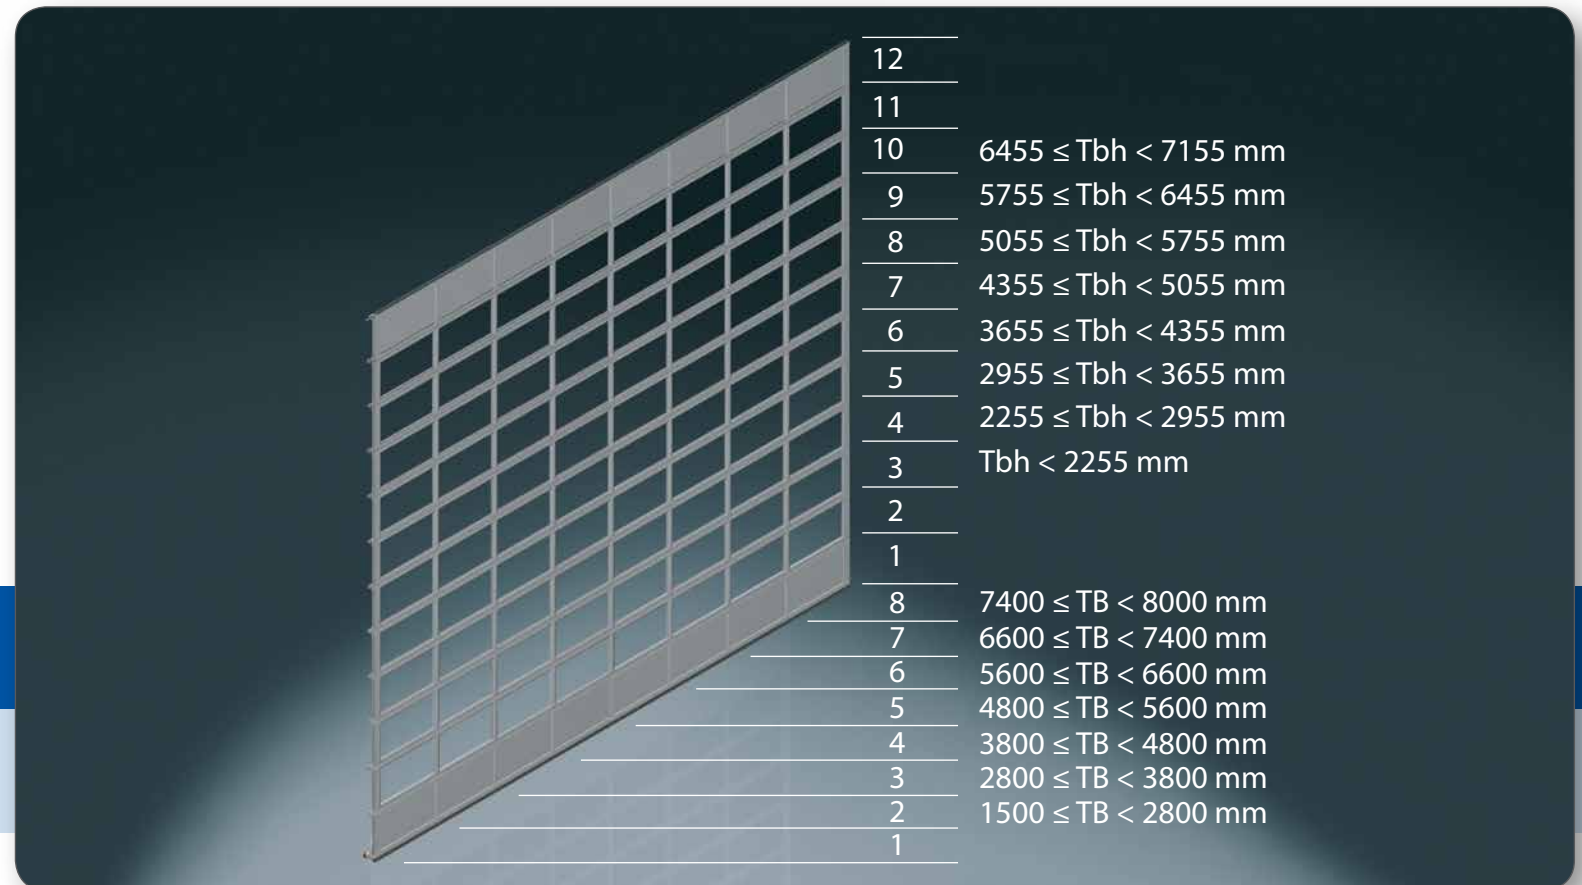 12
11
10 6455 ≤ Tbh < 7155 mm
9 5755 ≤ Tbh < 6455 mm
8 5055 ≤ Tbh < 5755 mm
7 4355 ≤ Tbh < 5055 mm
6 3655 ≤ Tbh < 4355 mm
5 2955 ≤ Tbh < 3655 mm
4 2255 ≤ Tbh < 2955 mm
3 Tbh < 2255 mm
2
1
8 7400 ≤ TB < 8000 mm
7 6600 ≤ TB < 7400 mm
6 5600 ≤ TB < 6600 mm
5 4800 ≤ TB < 5600 mm
4 3800 ≤ TB < 4800 mm
3 2800 ≤ TB < 3800 mm
2 1500 ≤ TB < 2800 mm
1